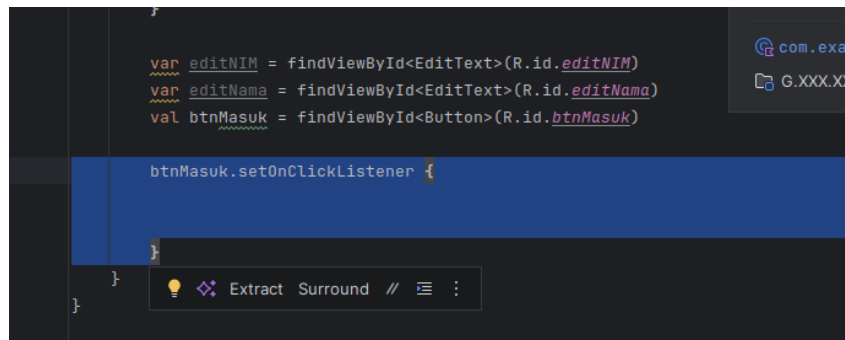 }
var editNIM = findViewById<EditText>(R.id.editNIM)
var editNama = findViewById<EditText>(R.id.editNama)
val btnMasuk = findViewById<Button>(R.id.btnMasuk)
btnMasuk.setOnClickListener {
}
}
}
Extract Surround // ⋮
com.exa
G.XXX.X